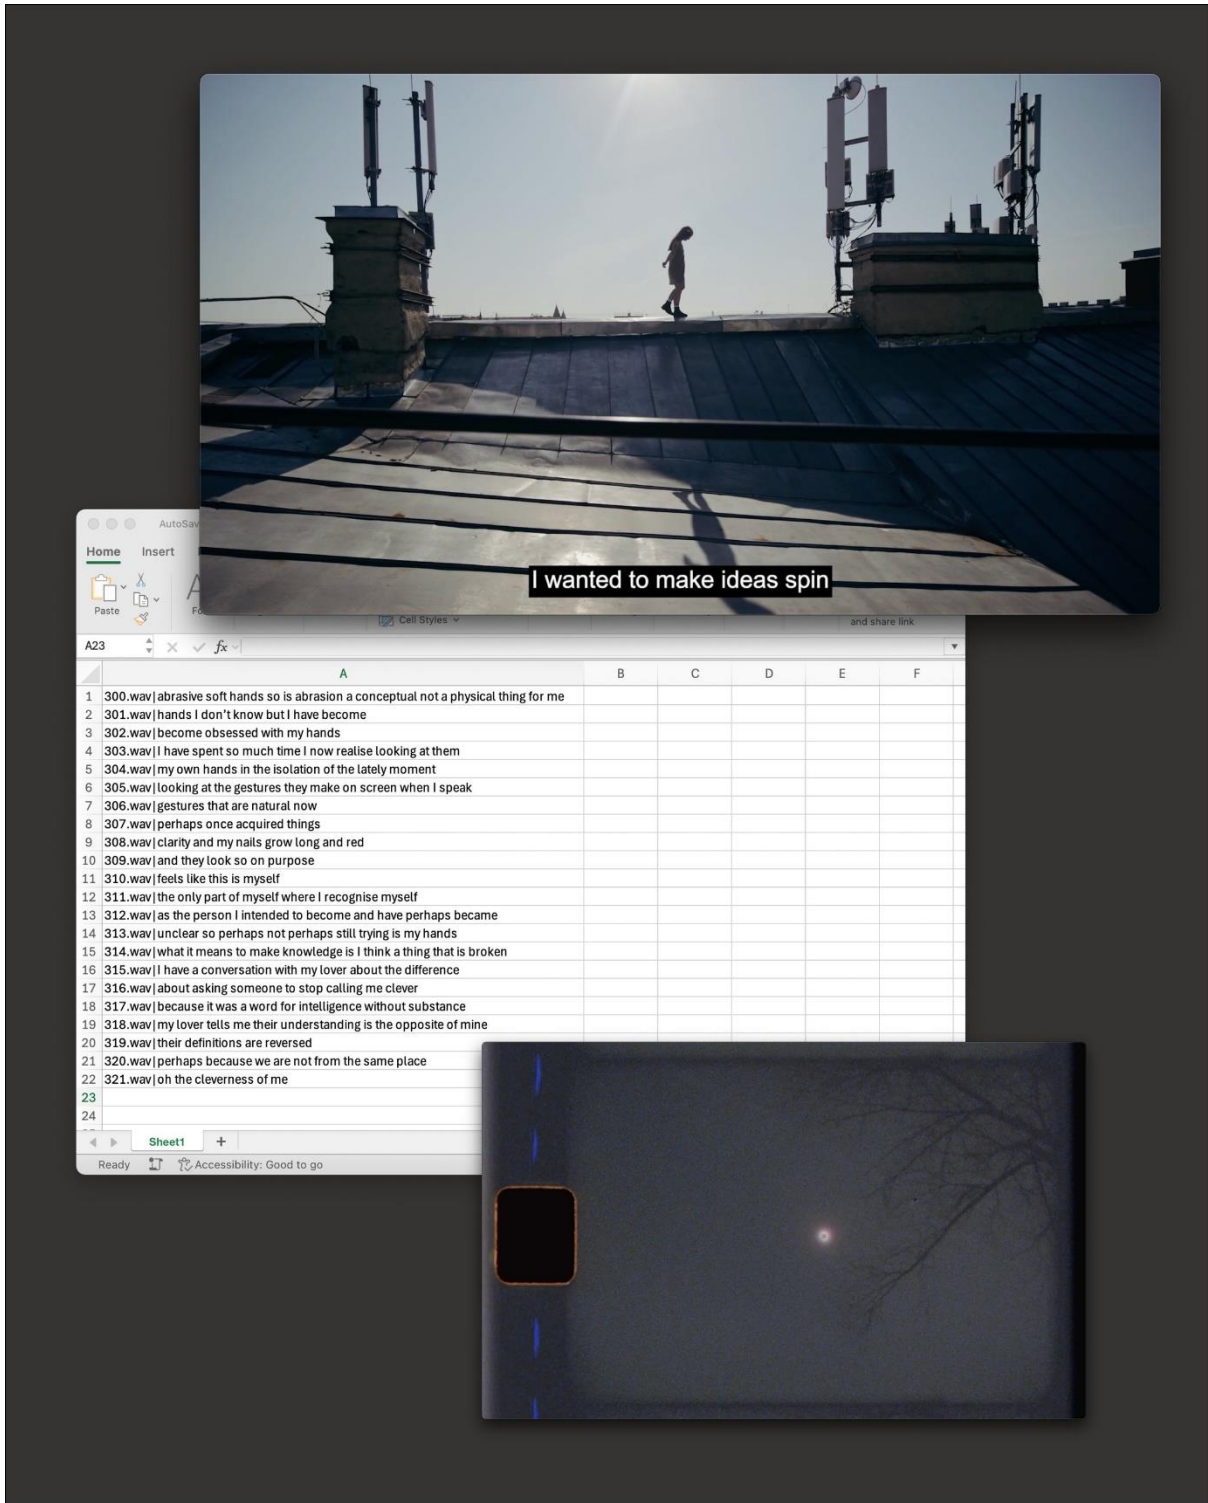 I wanted to make ideas spin
AutoSav
Home Insert
Paste
Cell Styles
and share link
A23 fx
A B C D E F
1 300.wav|abrasive soft hands so is abrasion a conceptual not a physical thing for me
2 301.wav|hands I don’t know but I have become
3 302.wav|become obsessed with my hands
4 303.wav|I have spent so much time I now realise looking at them
5 304.wav|my own hands in the isolation of the lately moment
6 305.wav|looking at the gestures they make on screen when I speak
7 306.wav|gestures that are natural now
8 307.wav|perhaps once acquired things
9 308.wav|clarity and my nails grow long and red
10 309.wav|and they look so on purpose
11 310.wav|feels like this is myself
12 311.wav|the only part of myself where I recognise myself
13 312.wav|as the person I intended to become and have perhaps became
14 313.wav|unclear so perhaps not perhaps still trying is my hands
15 314.wav|what it means to make knowledge is I think a thing that is broken
16 315.wav|I have a conversation with my lover about the difference
17 316.wav|about asking someone to stop calling me clever
18 317.wav|because it was a word for intelligence without substance
19 318.wav|my lover tells me their understanding is the opposite of mine
20 319.wav|their definitions are reversed
21 320.wav|perhaps because we are not from the same place
22 321.wav|oh the cleverness of me
23
24
Sheet1 +
Ready Accessibility: Good to go